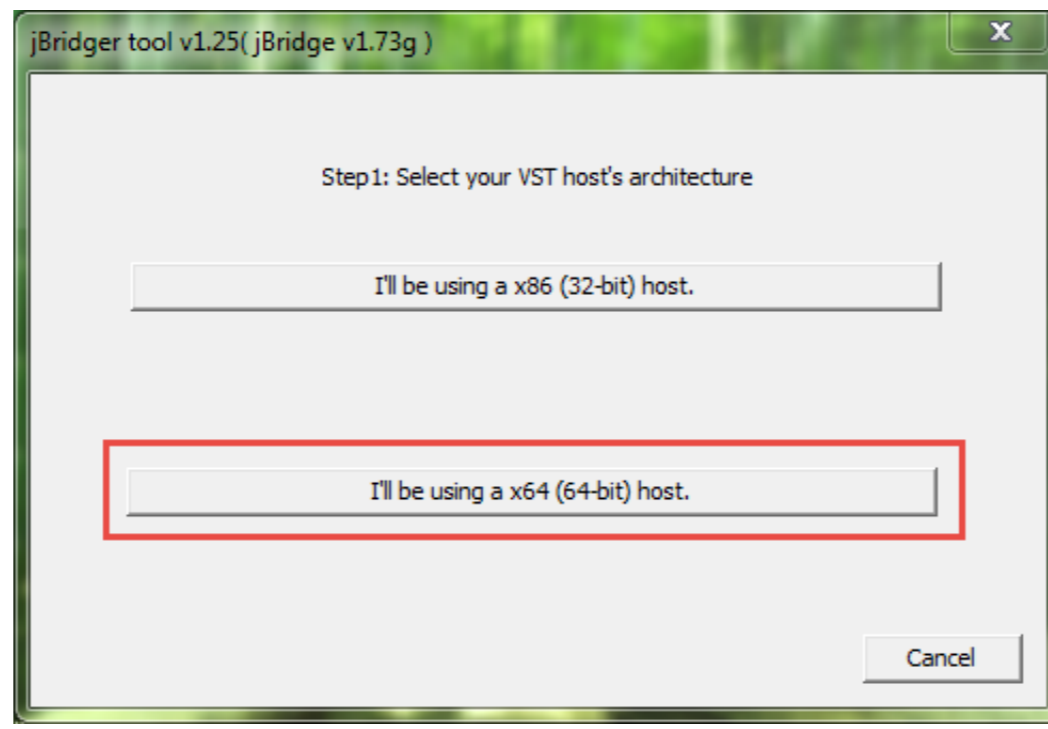 jBridger tool v1.25( jBridge v1.73g )
x
Step1: Select your VST host's architecture
I'll be using a x86 (32-bit) host.
I'll be using a x64 (64-bit) host.
Cancel